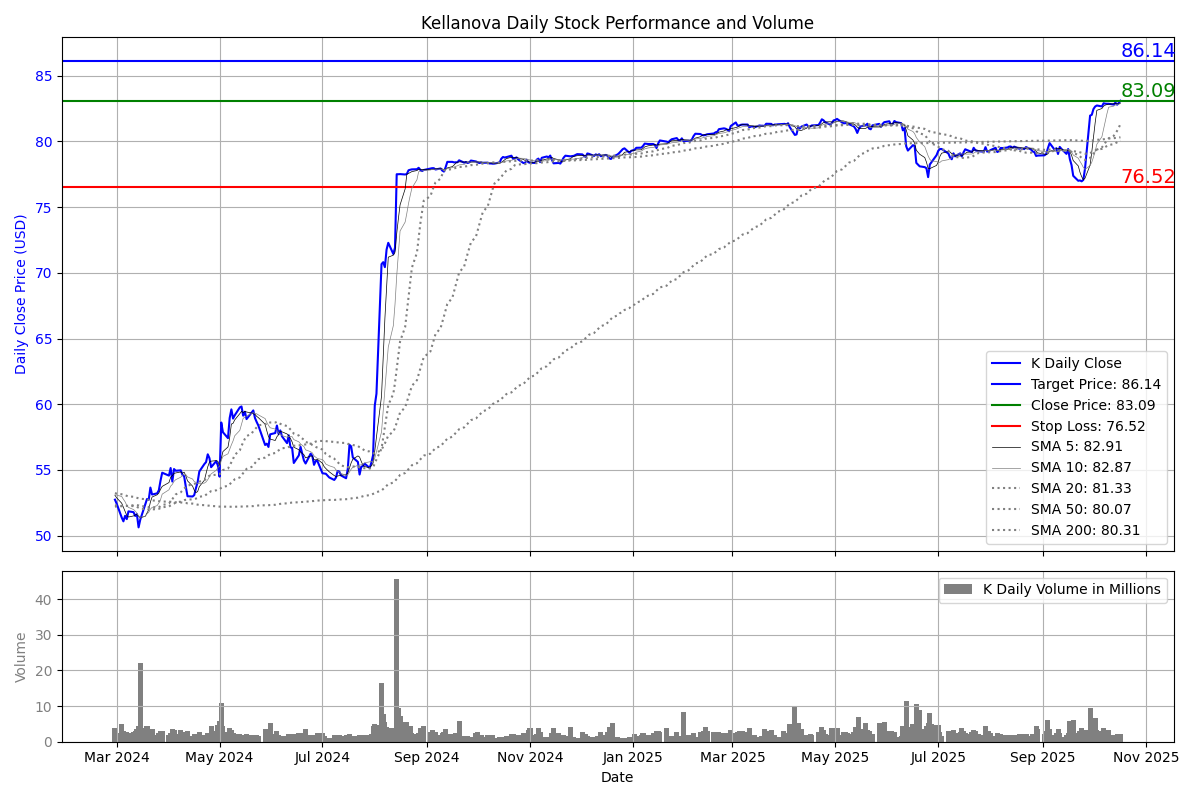 Kellanova Daily Stock Performance and Volume
86.14
83.09
76.52
85
80
75
70
65
60
55
50
Daily Close Price (USD)
K Daily Close
Target Price: 86.14
Close Price: 83.09
Stop Loss: 76.52
SMA 5: 82.91
SMA 10: 82.87
SMA 20: 81.33
SMA 50: 80.07
SMA 200: 80.31
K Daily Volume in Millions
40
30
20
10
0
Volume
Mar 2024 May 2024 Jul 2024 Sep 2024 Nov 2024 Jan 2025 Mar 2025 May 2025 Jul 2025 Sep 2025 Nov 2025
Date